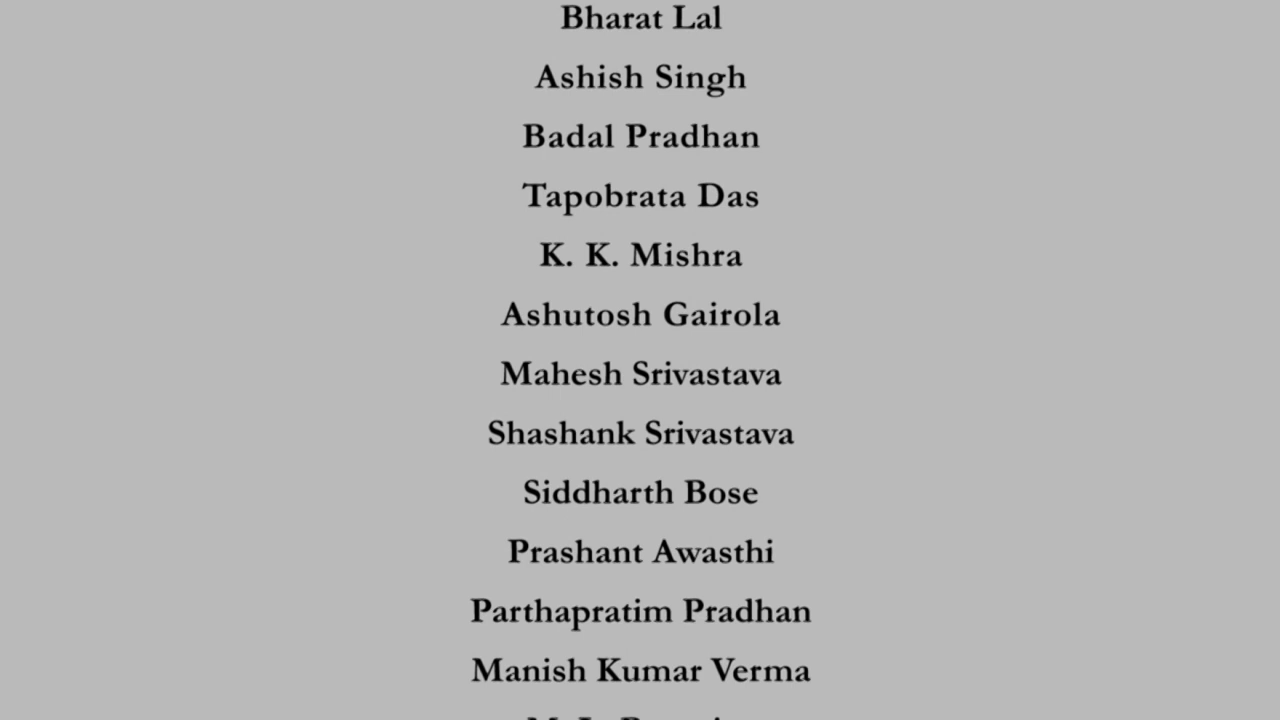 Bharat Lal
Ashish Singh
Badal Pradhan
Tapobrata Das
K. K. Mishra
Ashutosh Gairola
Mahesh Srivastava
Shashank Srivastava
Siddharth Bose
Prashant Awasthi
Parthapratim Pradhan
Manish Kumar Verma